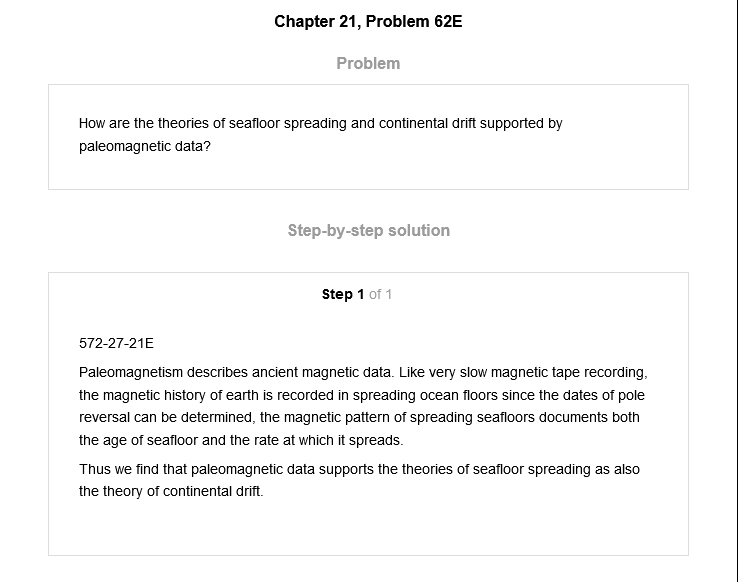 Chapter 21, Problem 62E
Problem
How are the theories of seafloor spreading and continental drift supported by
paleomagnetic data?
Step-by-step solution
Step 1 of 1
572-27-21E
Paleomagnetism describes ancient magnetic data. Like very slow magnetic tape recording,
the magnetic history of earth is recorded in spreading ocean floors since the dates of pole
reversal can be determined, the magnetic pattern of spreading seafloors documents both
the age of seafloor and the rate at which it spreads.
Thus we find that paleomagnetic data supports the theories of seafloor spreading as also
the theory of continental drift.